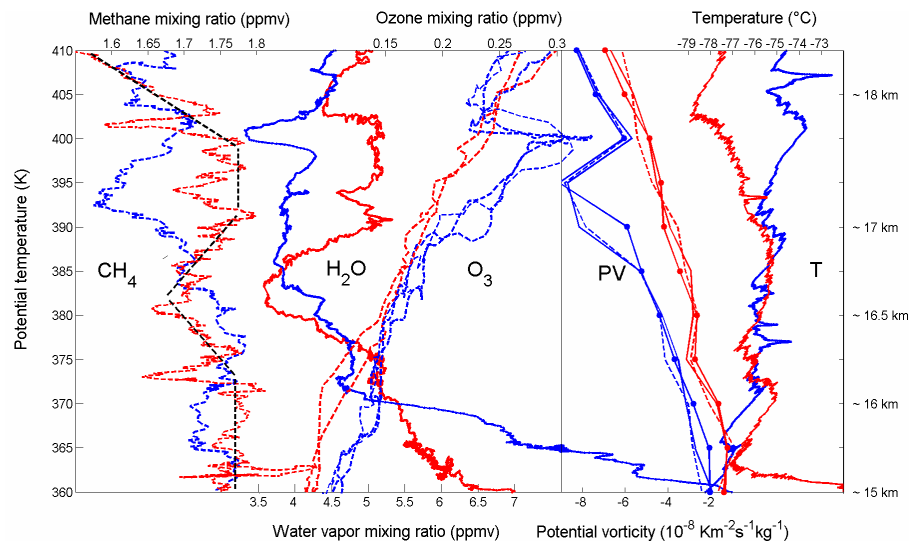 Methane mixing ratio (ppmv) Ozone mixing ratio (ppmv) Temperature (°C)
1.6 1.65 1.7 1.75 1.8 0.15 0.2 0.25 0.3 -79 -78 -77 -76 -75 -74 -73
410
405 ~ 18 km
400
395
390 ~ 17 km
385 CH4 H2O O3 PV T
380 ~ 16.5 km
375
370 ~ 16 km
365
360 ~ 15 km
Potential temperature (K)
3.5 4 4.5 5 5.5 6 6.5 7 -8 -6 -4 -2
Water vapor mixing ratio (ppmv) Potential vorticity (10-8 Km-2s-1kg-1)